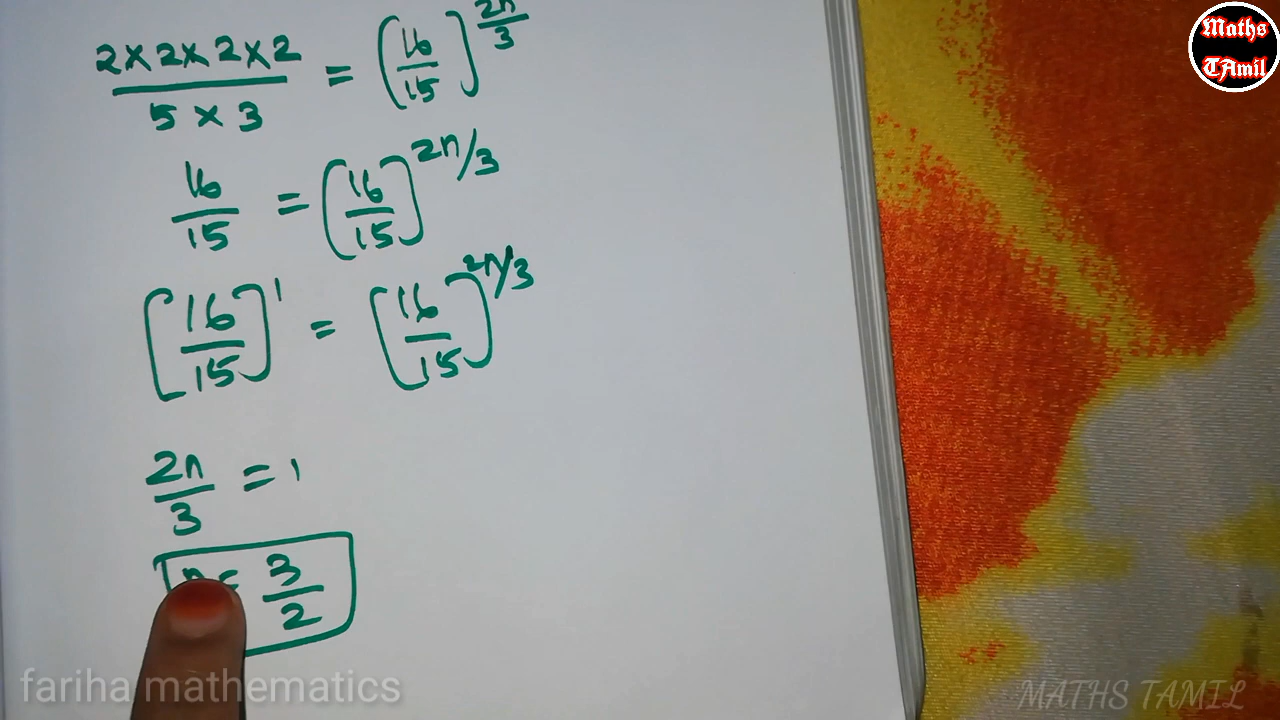 2×2×2×2 / 5×3 = (16/15)^2n/3
16/15 = (16/15)^2n/3
(16/15)^1 = (16/15)^2n/3
2n/3 = 1
n = 3/2
Maths
TAmil
fariha mathematics
MATHS TAMIL